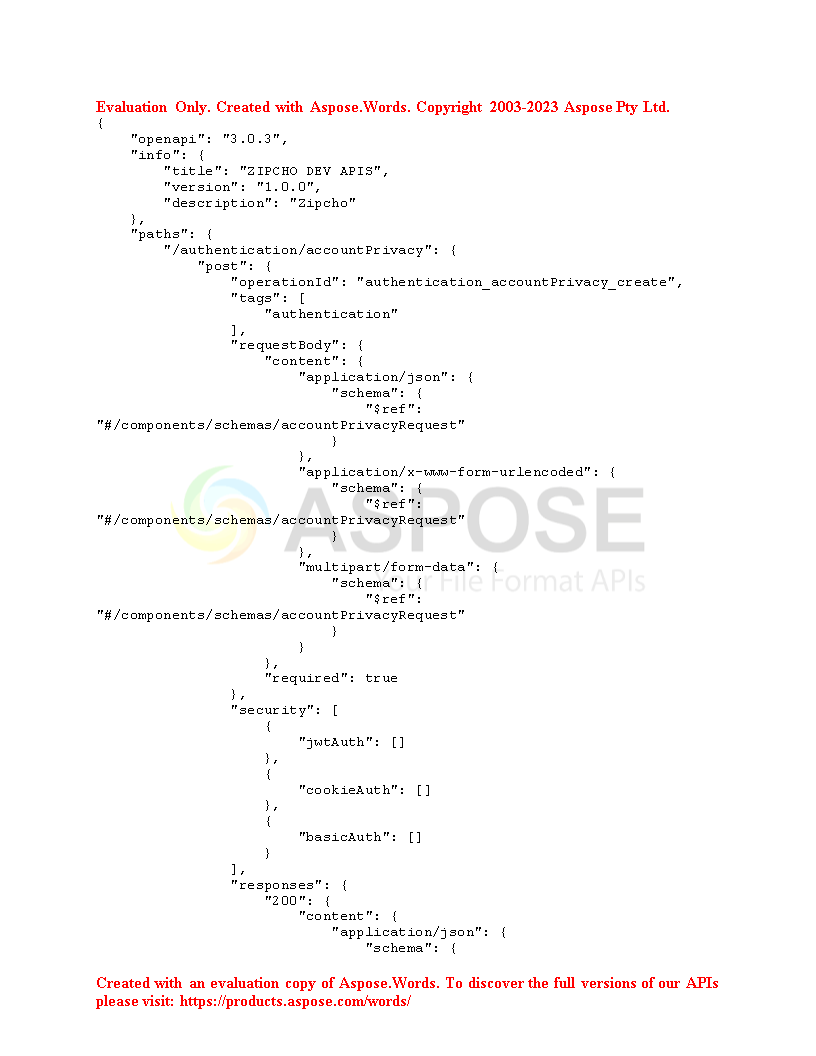 Evaluation Only. Created with Aspose.Words. Copyright 2003-2023 Aspose Pty Ltd.
{
    "openapi": "3.0.3",
    "info": {
        "title": "ZIPCHO DEV APIS",
        "version": "1.0.0",
        "description": "Zipcho"
    },
    "paths": {
        "/authentication/accountPrivacy": {
            "post": {
                "operationId": "authentication_accountPrivacy_create",
                "tags": [
                    "authentication"
                ],
                "requestBody": {
                    "content": {
                        "application/json": {
                            "schema": {
                                "$ref":
"#/components/schemas/accountPrivacyRequest"
                            }
                        },
                        "application/x-www-form-urlencoded": {
                            "schema": {
                                "$ref":
"#/components/schemas/accountPrivacyRequest"
                            }
                        },
                        "multipart/form-data": {
                            "schema": {
                                "$ref":
"#/components/schemas/accountPrivacyRequest"
                            }
                        }
                    },
                    "required": true
                },
                "security": [
                    {
                        "jwtAuth": []
                    },
                    {
                        "cookieAuth": []
                    },
                    {
                        "basicAuth": []
                    }
                ],
                "responses": {
                    "200": {
                        "content": {
                            "application/json": {
                                "schema": {
ASPOSE
File Format APIs
Created with an evaluation copy of Aspose.Words. To discover the full versions of our APIs
please visit: https://products.aspose.com/words/